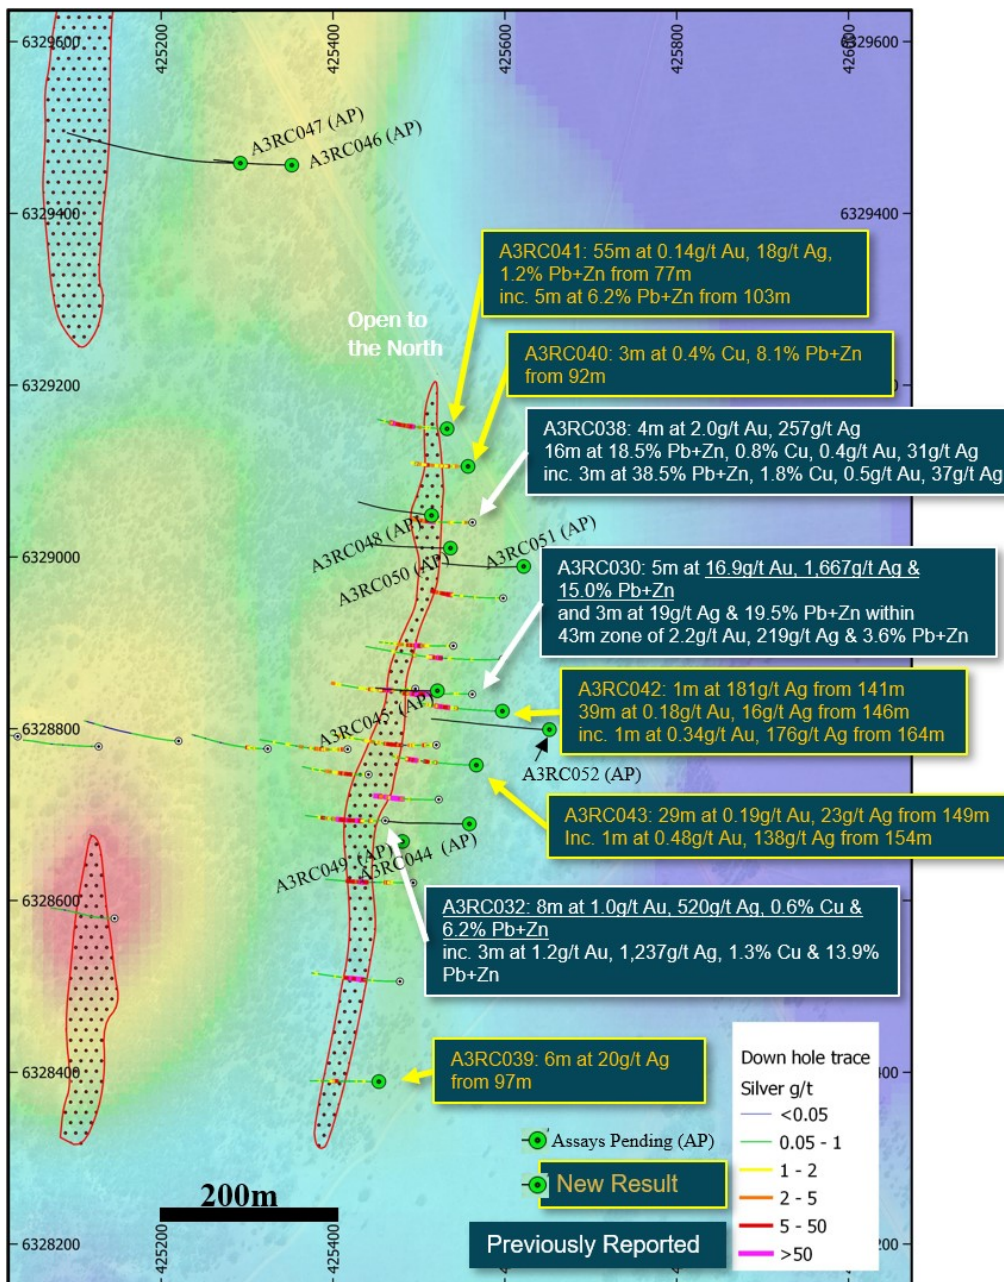 425200
425400
425600
425800
426000
6329600
6329600
A3RC047 (AP)
A3RC046 (AP)
6329400
6329400
A3RC041: 55m at 0.14g/t Au, 18g/t Ag,
1.2% Pb+Zn from 77m
inc. 5m at 6.2% Pb+Zn from 103m
Open to
the North
A3RC040: 3m at 0.4% Cu, 8.1% Pb+Zn
from 92m
6329200
A3RC038: 4m at 2.0g/t Au, 257g/t Ag
16m at 18.5% Pb+Zn, 0.8% Cu, 0.4g/t Au, 31g/t Ag
inc. 3m at 38.5% Pb+Zn, 1.8% Cu, 0.5g/t Au, 37g/t Ag
A3RC048 (AP)
A3RC051 (AP)
6329000
A3RC050 (AP)
A3RC030: 5m at 16.9g/t Au, 1,667g/t Ag &
15.0% Pb+Zn
and 3m at 19g/t Ag & 19.5% Pb+Zn within
43m zone of 2.2g/t Au, 219g/t Ag & 3.6% Pb+Zn
A3RC042: 1m at 181g/t Ag from 141m
39m at 0.18g/t Au, 16g/t Ag from 146m
inc. 1m at 0.34g/t Au, 176g/t Ag from 164m
6328800
A3RC045 (AP)
A3RC052 (AP)
A3RC043: 29m at 0.19g/t Au, 23g/t Ag from 149m
Inc. 1m at 0.48g/t Au, 138g/t Ag from 154m
A3RC049 (AP)
A3RC044 (AP)
6328600
A3RC032: 8m at 1.0g/t Au, 520g/t Ag, 0.6% Cu &
6.2% Pb+Zn
inc. 3m at 1.2g/t Au, 1,237g/t Ag, 1.3% Cu & 13.9%
Pb+Zn
A3RC039: 6m at 20g/t Ag
from 97m
6328400
Down hole trace
Silver g/t
<0.05
0.05 - 1
1 - 2
2 - 5
5 - 50
>50
Assays Pending (AP)
New Result
Previously Reported
200m
6328200
425200
425400